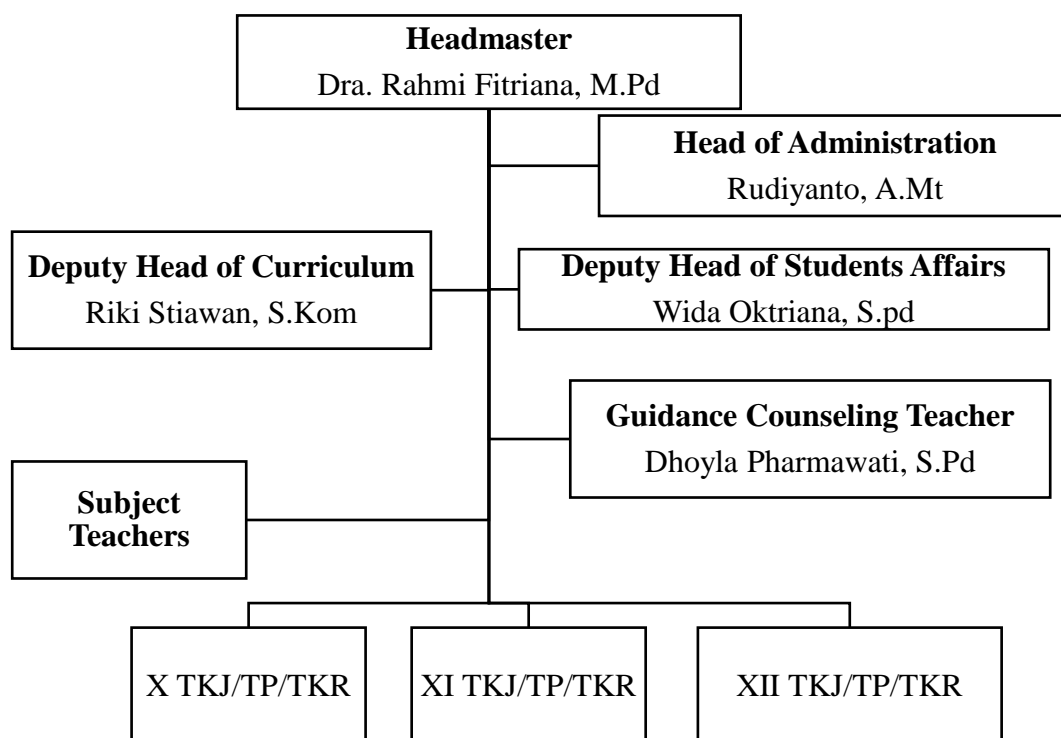 Headmaster
Dra. Rahmi Fitriana, M.Pd
Head of Administration
Rudiyanto, A.Mt
Deputy Head of Curriculum
Riki Stiawan, S.Kom
Deputy Head of Students Affairs
Wida Oktriana, S.pd
Guidance Counseling Teacher
Dhoyla Pharmawati, S.Pd
Subject
Teachers
X TKJ/TP/TKR
XI TKJ/TP/TKR
XII TKJ/TP/TKR